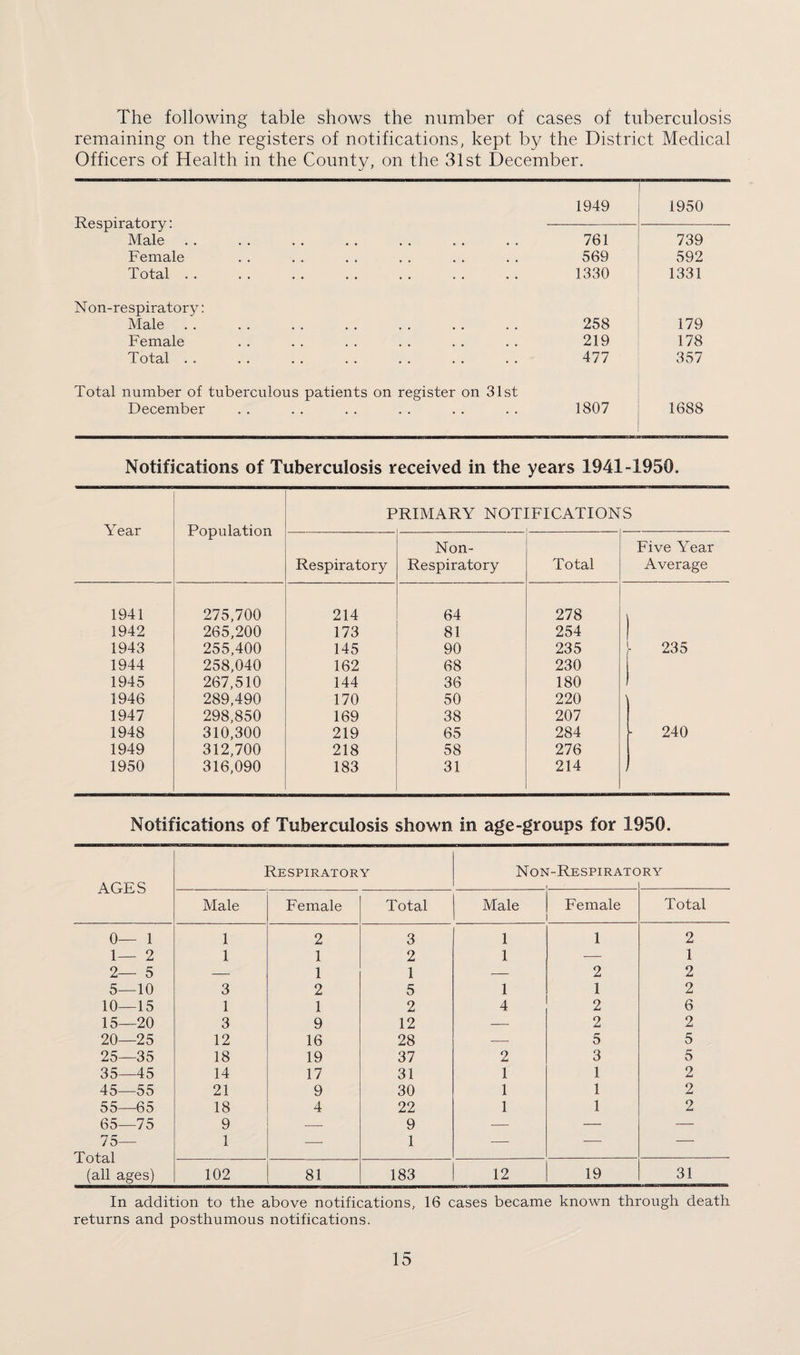 The following table shows the number of cases of tuberculosis
remaining on the registers of notifications, kept by the District Medical
Officers of Health in the County, on the 31st December.
1949 1950
Respiratory:
Male . . . . . . . . . . . . . . 761 739
Female . . . . . . . . . . . . 569 592
Total . . . . . . . . . . . . . . 1330 1331
Non-respiratory:
Male . . . . . . . . . . . . . . 258 179
Female . . . . . . . . . . . . 219 178
Total . . . . . . . . . . . . . . 477 357
Total number of tuberculous patients on register on 31st
December . . . . . . . . . . . . 1807 1688
Notifications of Tuberculosis received in the years 1941-1950.
Year Population PRIMARY NOTIFICATIONS
Respiratory Non-Respiratory Total Five Year Average
1941 275,700 214 64 278
1942 265,200 173 81 254
1943 255,400 145 90 235 235
1944 258,040 162 68 230
1945 267,510 144 36 180
1946 289,490 170 50 220
1947 298,850 169 38 207
1948 310,300 219 65 284 240
1949 312,700 218 58 276
1950 316,090 183 31 214
Notifications of Tuberculosis shown in age-groups for 1950.
AGES RESPIRATORY NON-RESPIRATORY
Male Female Total Male Female Total
0— 1 1 2 3 1 1 2
1— 2 1 1 2 1 — 1
2— 5 — 1 1 — 2 2
5—10 3 2 5 1 1 2
10—15 1 1 2 4 2 6
15—20 3 9 12 — 2 2
20—25 12 16 28 — 5 5
25—35 18 19 37 2 3 5
35—45 14 17 31 1 1 2
45—55 21 9 30 1 1 2
55—65 18 4 22 1 1 2
65—75 9 — 9 — — —
75— 1 — 1 — — —
Total
(all ages) 102 81 183 12 19 31
In addition to the above notifications, 16 cases became known through death
returns and posthumous notifications.
15